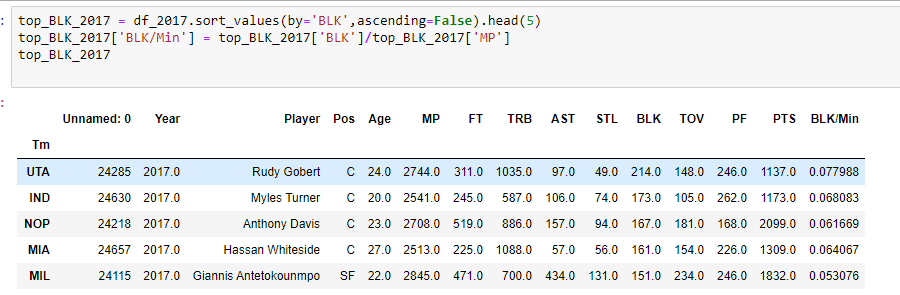 : top_BLK_2017 = df_2017.sort_values(by='BLK',ascending=False).head(5)
top_BLK_2017['BLK/Min'] = top_BLK_2017['BLK']/top_BLK_2017['MP']
top_BLK_2017
:
Unnamed: 0 Year Player Pos Age MP FT TRB AST STL BLK TOV PF PTS BLK/Min
Tm
UTA 24285 2017.0 Rudy Gobert C 24.0 2744.0 311.0 1035.0 97.0 49.0 214.0 148.0 246.0 1137.0 0.077988
IND 24630 2017.0 Myles Turner C 20.0 2541.0 245.0 587.0 106.0 74.0 173.0 105.0 262.0 1173.0 0.068083
NOP 24218 2017.0 Anthony Davis C 23.0 2708.0 519.0 886.0 157.0 94.0 167.0 181.0 168.0 2099.0 0.061669
MIA 24657 2017.0 Hassan Whiteside C 27.0 2513.0 225.0 1088.0 57.0 56.0 161.0 154.0 226.0 1309.0 0.064067
MIL 24115 2017.0 Giannis Antetokounmpo SF 22.0 2845.0 471.0 700.0 434.0 131.0 151.0 234.0 246.0 1832.0 0.053076